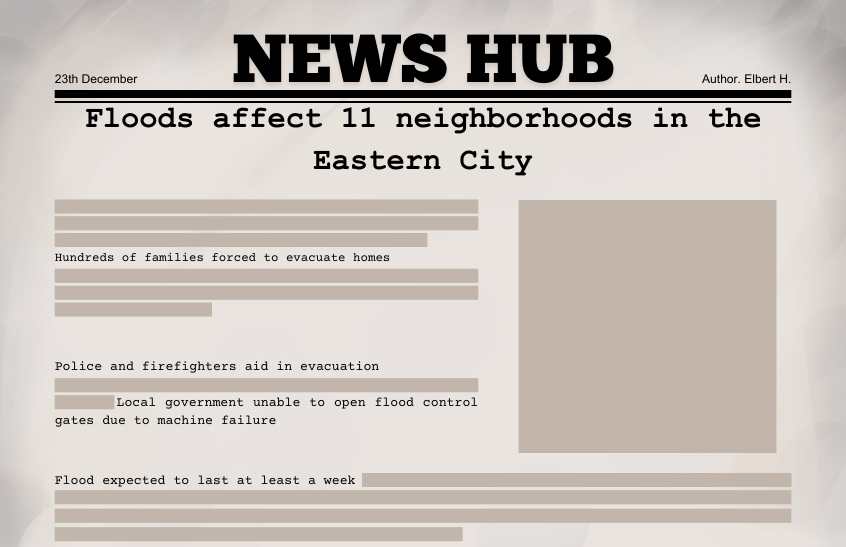 NEWS HUB
23th December
Author. Elbert H.
Floods affect 11 neighborhoods in the
Eastern City
Hundreds of families forced to evacuate homes
Police and firefighters aid in evacuation
Local government unable to open flood control
gates due to machine failure
Flood expected to last at least a week